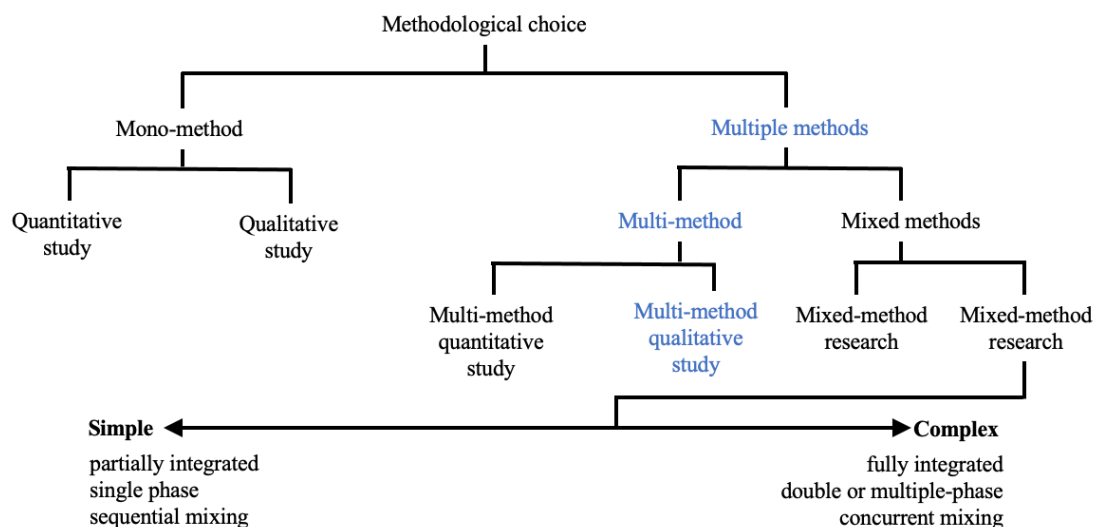 Methodological choice
Mono-method
Multiple methods
Quantitative
study
Qualitative
study
Multi-method
Mixed methods
Multi-method
quantitative
study
Multi-method
qualitative
study
Mixed-method
research
Mixed-method
research
Simple
Complex
partially integrated
single phase
sequential mixing
fully integrated
double or multiple-phase
concurrent mixing